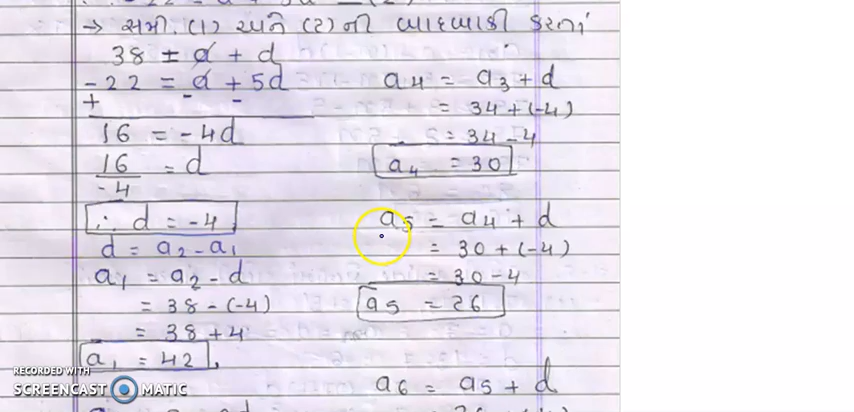 → સમી. (૧) અને (૨) ની બાદબાકી કરતાં
38 = a + d
-22 = a + 5d
+ - -
16 = -4d
16/-4 = d
∴ d = -4
d = a2 - a1
a1 = a2 - d
= 38 - (-4)
= 38 + 4
a1 = 42
a4 = a3 + d
= 34 + (-4)
= 34 - 4
a4 = 30
a5 = a4 + d
= 30 + (-4)
= 30 - 4
a5 = 26
a6 = a5 + d
RECORDED WITH
SCREENCAST MATIC